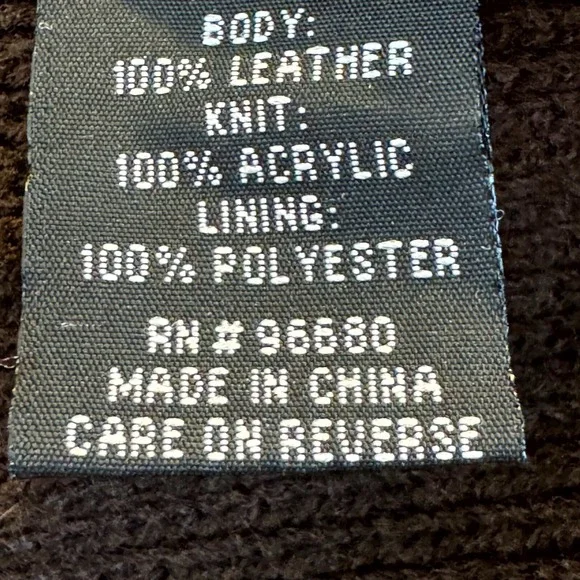 BODY:
100% LEATHER
KNIT:
100% ACRYLIC
LINING:
100% POLYESTER
RN # 96680
MADE IN CHINA
CARE ON REVERSE